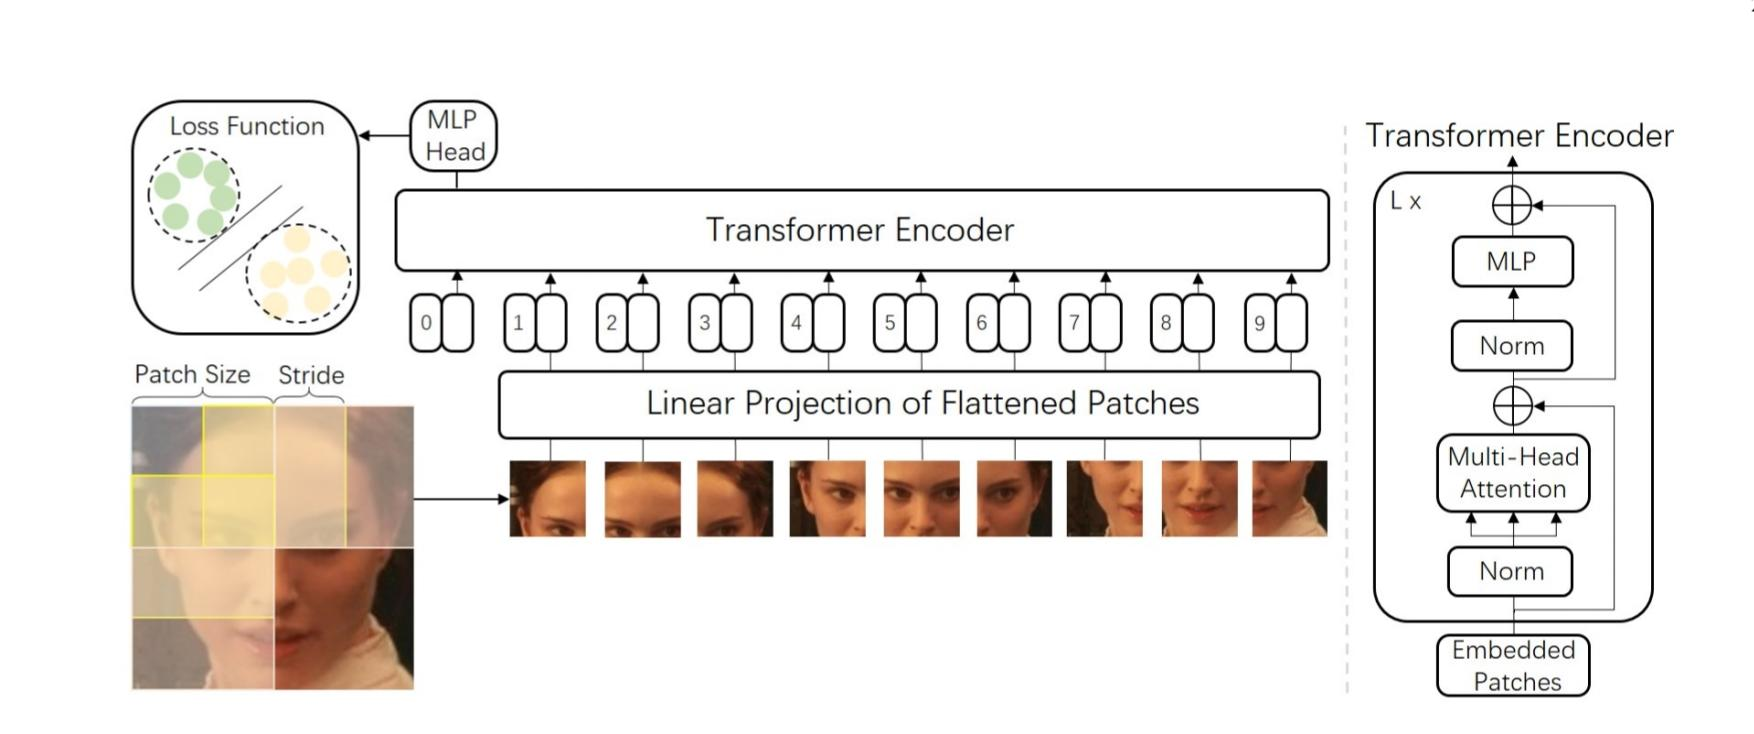 Loss Function
MLP
Head
Transformer Encoder
0
1
2
3
4
5
6
7
8
9
Linear Projection of Flattened Patches
Patch Size
Stride
Transformer Encoder
L x
MLP
Norm
Multi-Head
Attention
Norm
Embedded
Patches